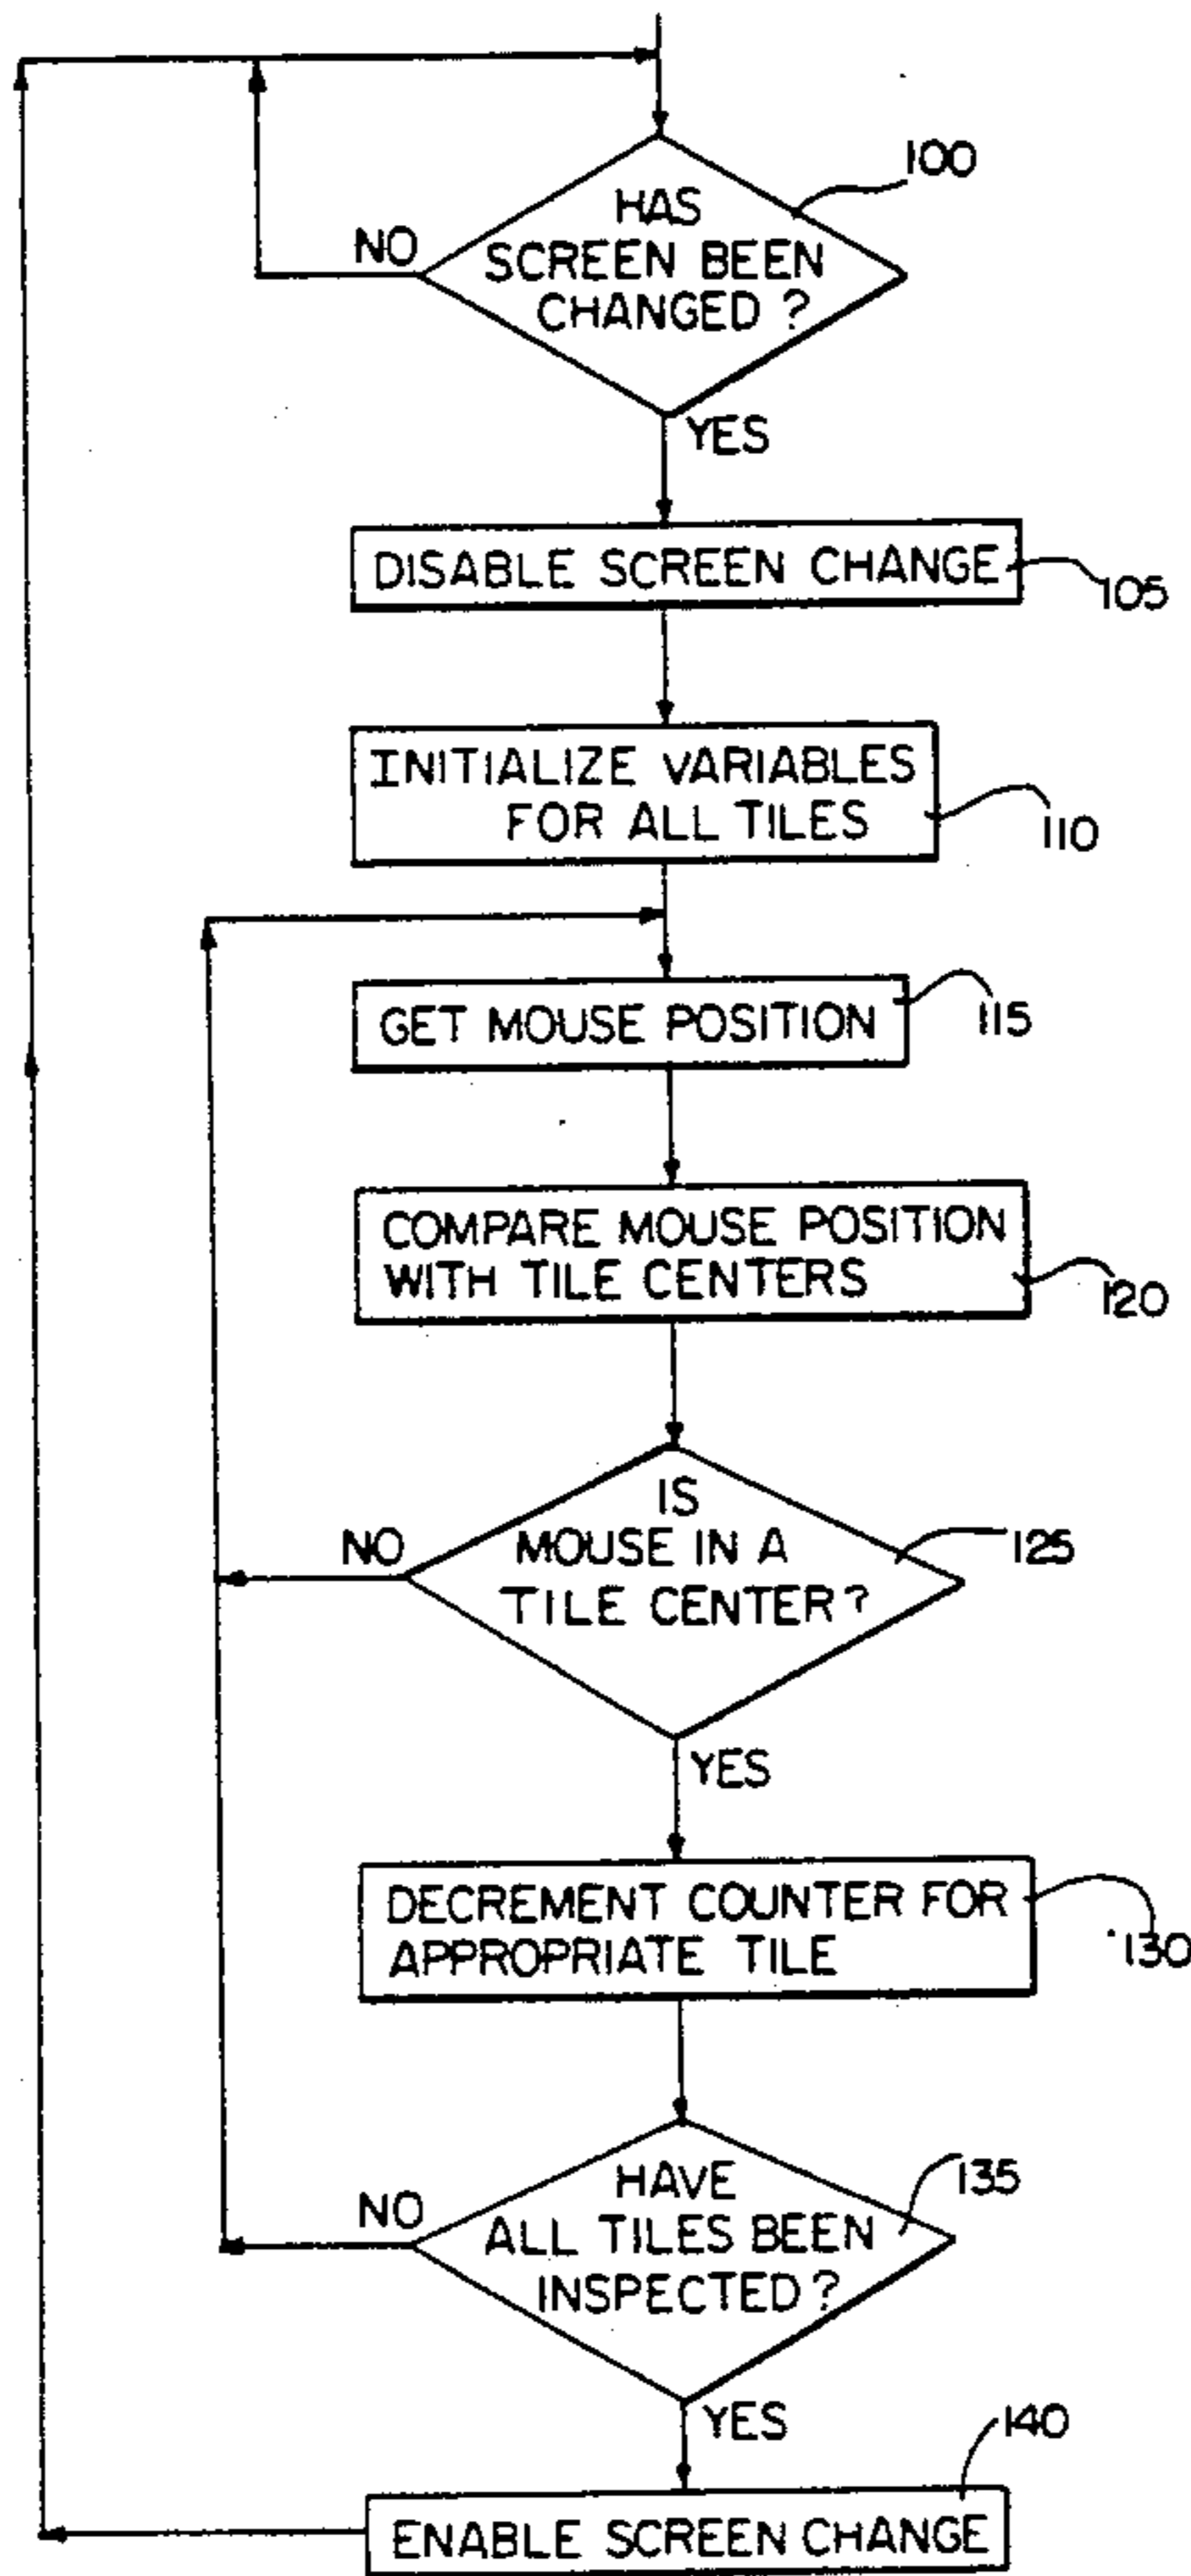 100
HAS
SCREEN BEEN
CHANGED ?
NO
YES
DISABLE SCREEN CHANGE
105
INITIALIZE VARIABLES
FOR ALL TILES
110
GET MOUSE POSITION
115
COMPARE MOUSE POSITION
WITH TILE CENTERS
120
IS
MOUSE IN A
TILE CENTER?
NO
125
YES
DECREMENT COUNTER FOR
APPROPRIATE TILE
130
HAVE
ALL TILES BEEN
INSPECTED ?
NO
135
YES
140
ENABLE SCREEN CHANGE